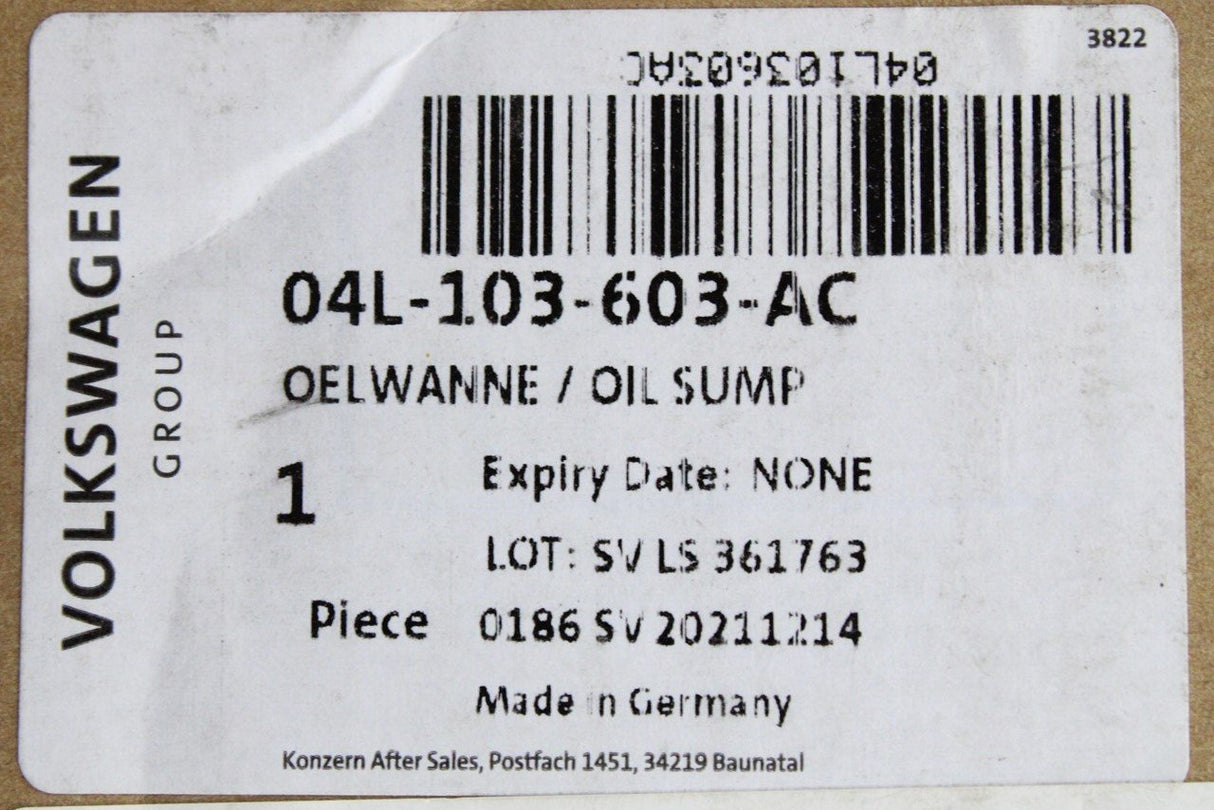 3822
04L103603AC
VOLKSWAGEN
GROUP
04L-103-603-AC
OELWANNE / OIL SUMP
1
Expiry Date: NONE
LOT: SV LS 361763
Piece 0186 SV 20211214
Made in Germany
Konzern After Sales, Postfach 1451, 34219 Baunatal